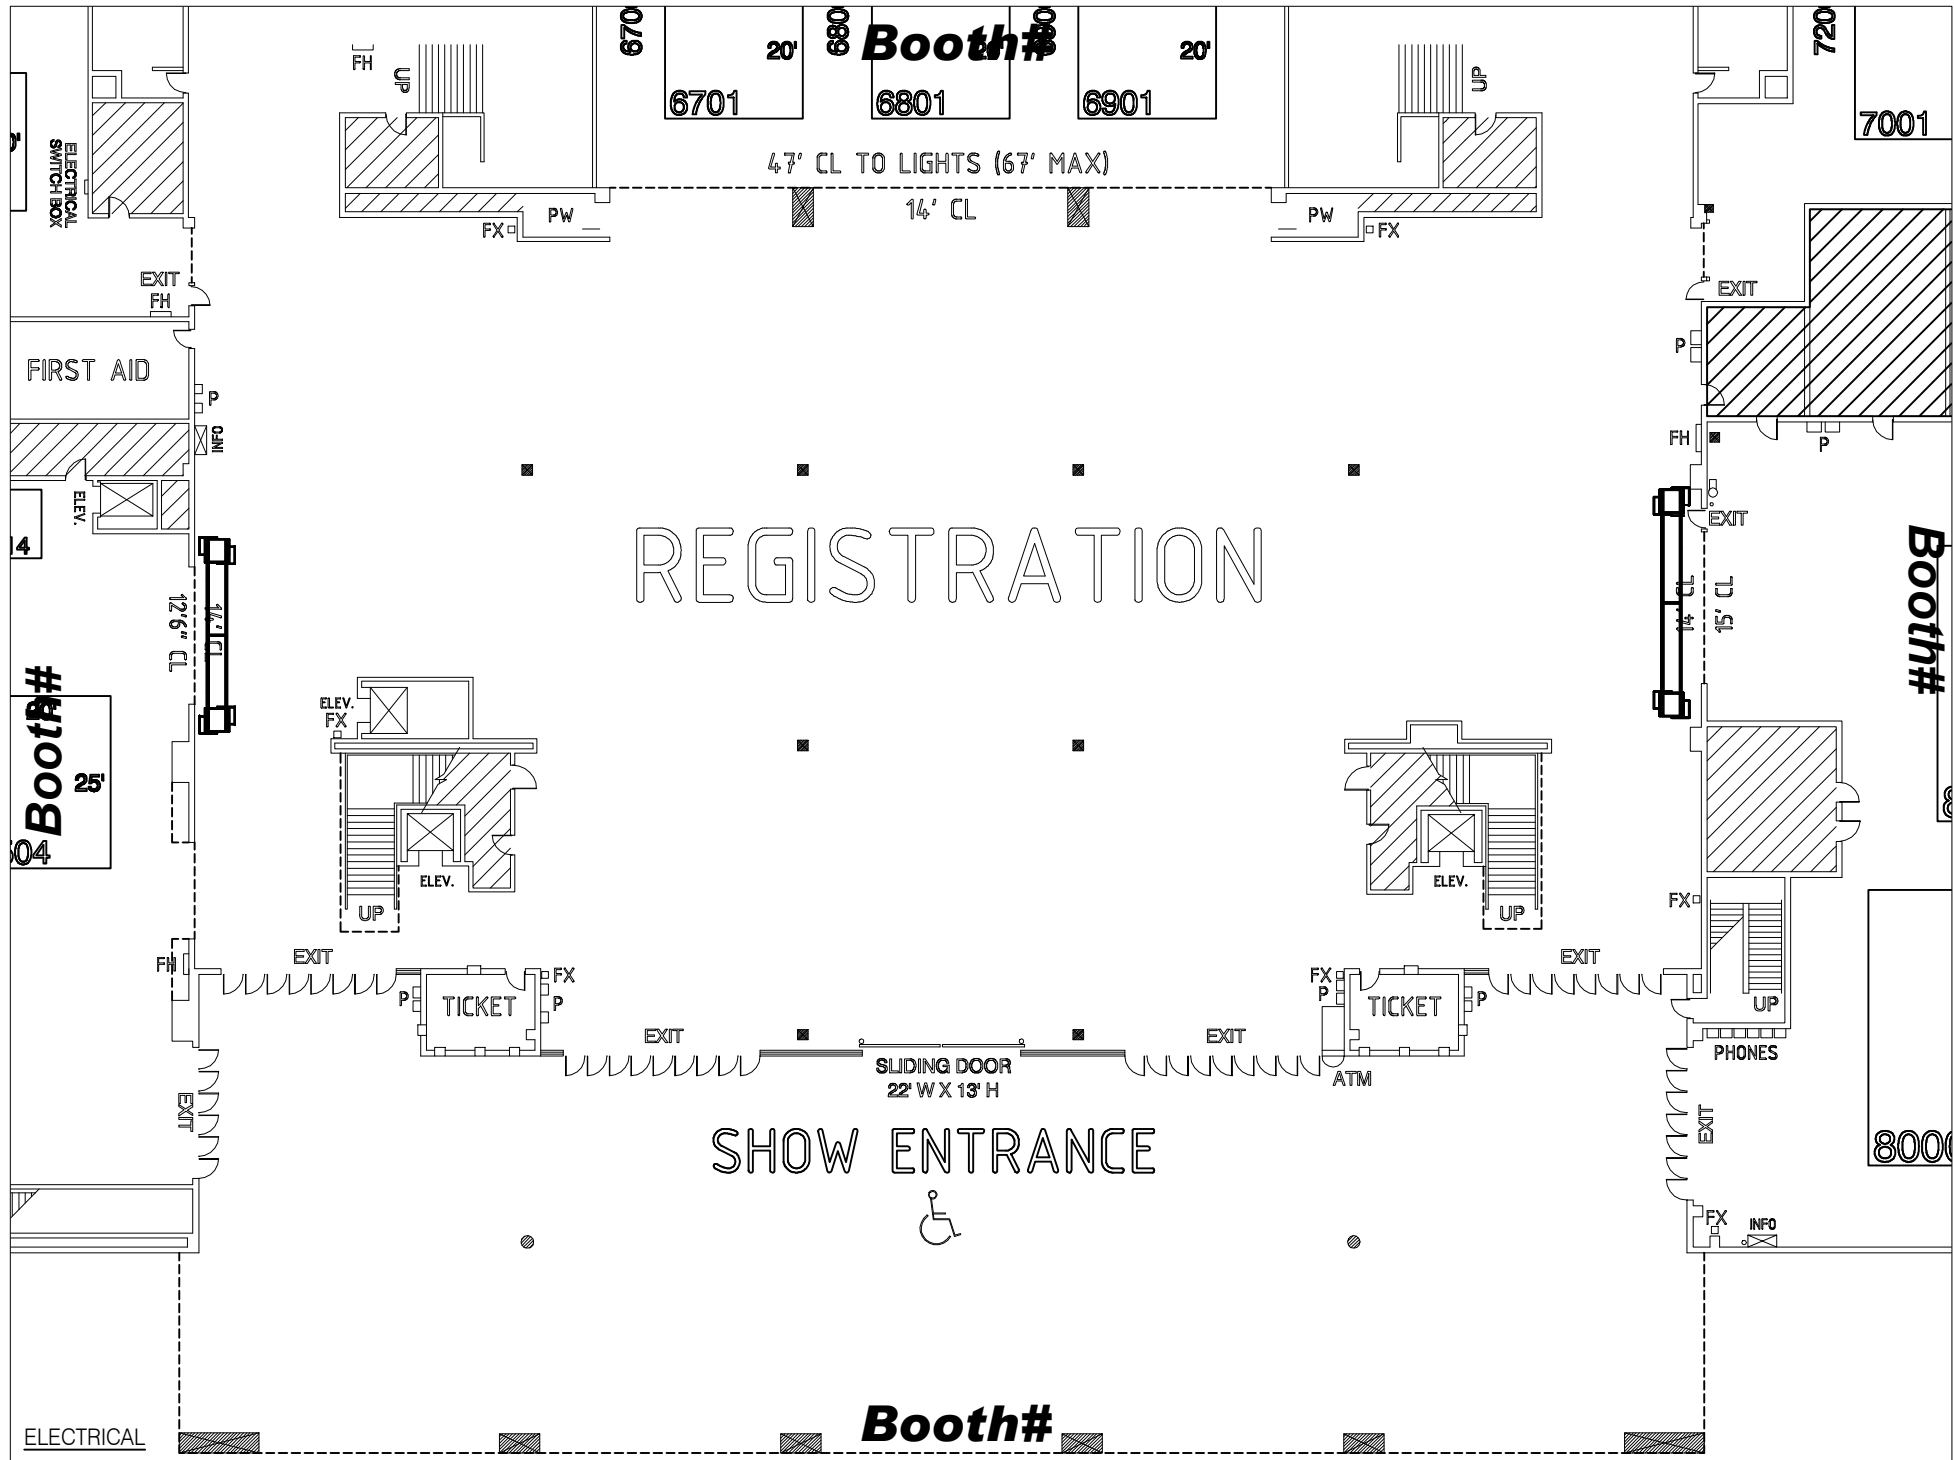 Booth#
20'
20'
6701
6801
6901
7001
FH
UP
UP
47' CL TO LIGHTS (67' MAX)
14' CL
ELECTRICAL
SWITCH BOX
PW
PW
FX
FX
EXIT
FH
EXIT
FIRST AID
P
P
INFO
FH
P
ELEV.
14
EXIT
REGISTRATION
12'6" CL
14' CL
14' CL
15' CL
Booth#
Booth#
25'
ELEV.
FX
ELEV.
ELEV.
UP
UP
FX
EXIT
EXIT
FH
FX
FX
P
TICKET
P
P
TICKET
P
UP
EXIT
EXIT
SLIDING DOOR
22' W X 13' H
ATM
PHONES
EXIT
EXIT
SHOW ENTRANCE
FX
INFO
Booth#
ELECTRICAL